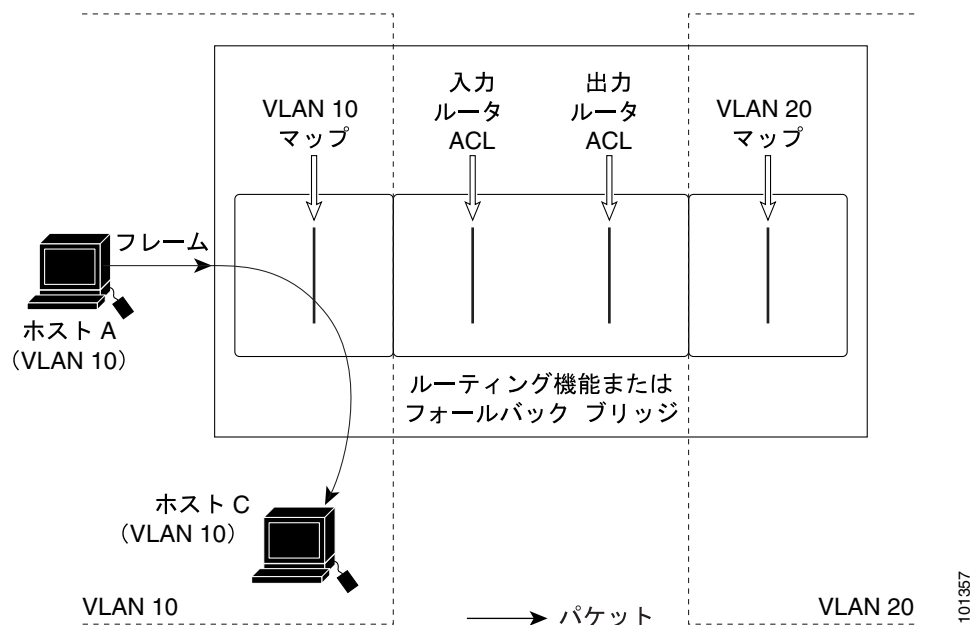 VLAN 10
マップ
入力
ルータ
ACL
出力
ルータ
ACL
VLAN 20
マップ
フレーム
ホスト A
（VLAN 10）
ルーティング機能または
フォールバック ブリッジ
ホスト C
（VLAN 10）
VLAN 10
パケット
VLAN 20
101357